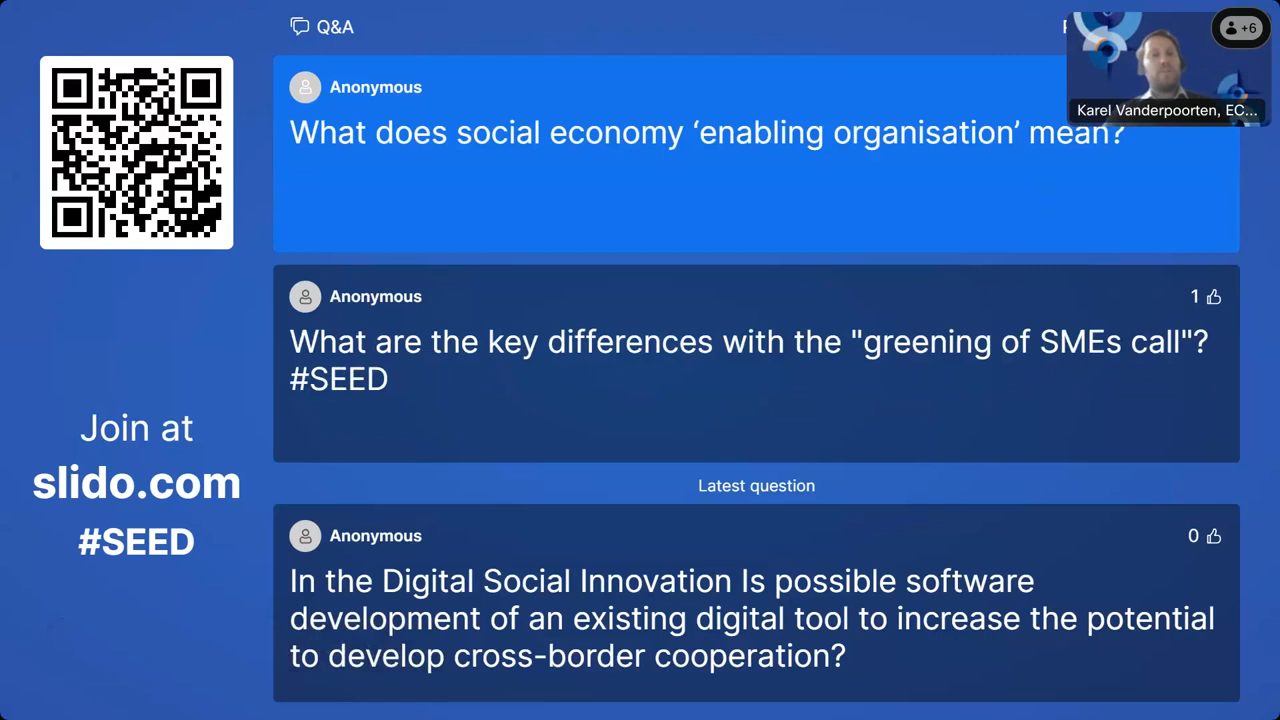 Q&A
+6
Karel Vanderpoorten, EC...
Anonymous
What does social economy ‘enabling organisation’ mean?
Anonymous
1
What are the key differences with the "greening of SMEs call"?
#SEED
Join at
slido.com
#SEED
Latest question
Anonymous
0
In the Digital Social Innovation Is possible software
development of an existing digital tool to increase the potential
to develop cross-border cooperation?